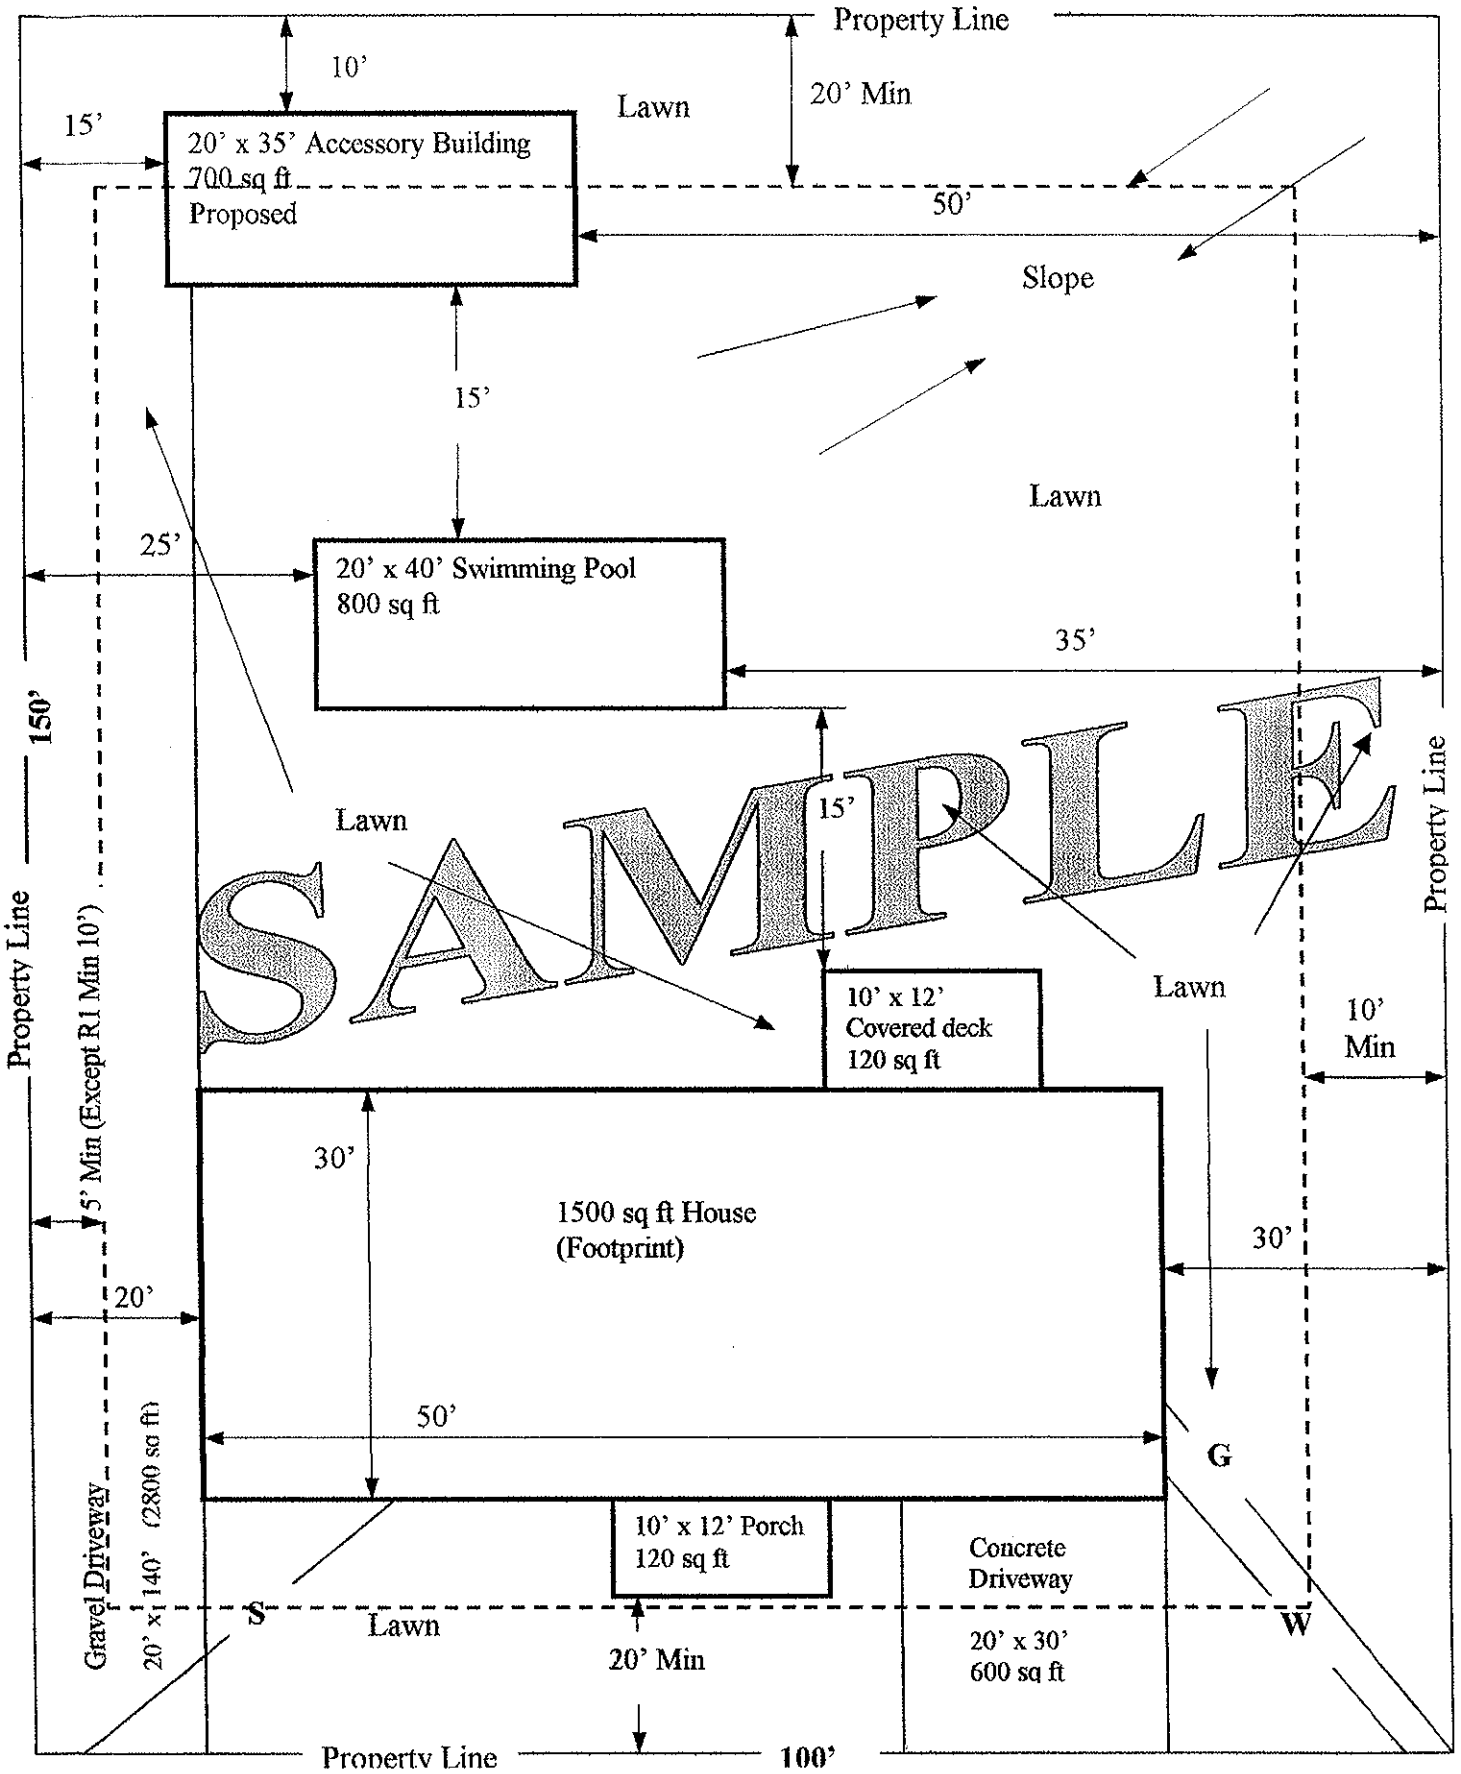 Property Line
10'
20' Min
Lawn
15'
20' x 35' Accessory Building
700 sq ft
Proposed
50'
Slope
15'
Lawn
25'
20' x 40' Swimming Pool
800 sq ft
35'
150'
Property Line
SAMPLE
15'
Lawn
Property Line
5' Min (Except R1 Min 10')
10' x 12'
Covered deck
120 sq ft
Lawn
10'
Min
30'
1500 sq ft House
(Footprint)
30'
20'
50'
G
Gravel Driveway
20' x 140' (2800 sq ft)
10' x 12' Porch
120 sq ft
Concrete
Driveway
S
Lawn
W
20' Min
20' x 30'
600 sq ft
Property Line
100'